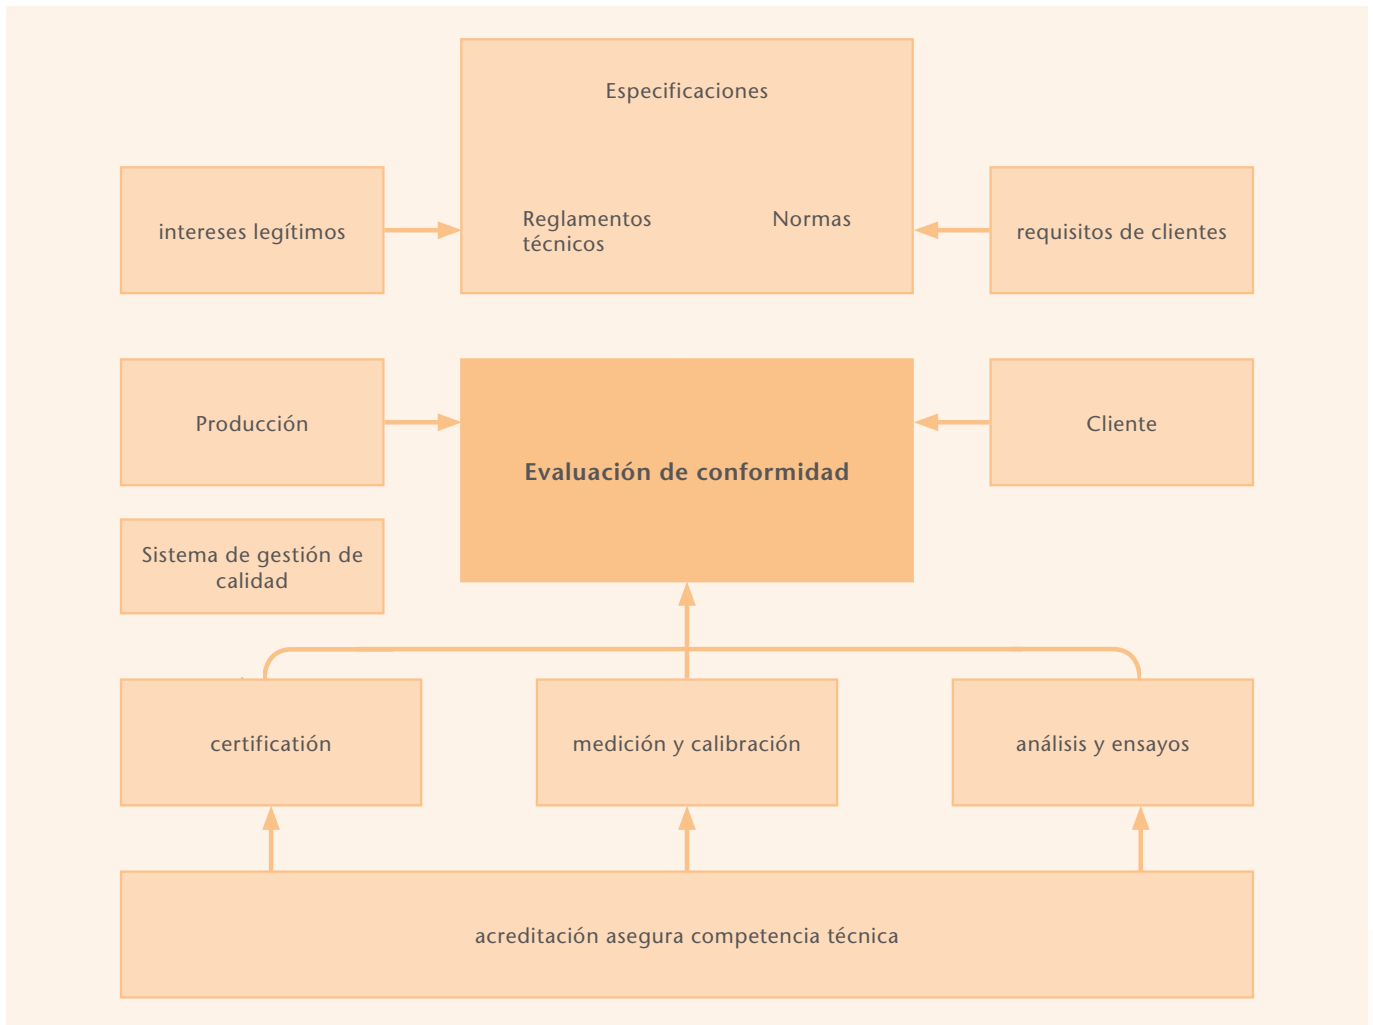 Especificaciones
intereses legítimos
Reglamentos
técnicos
Normas
requisitos de clientes
Producción
Evaluación de conformidad
Cliente
Sistema de gestión de
calidad
certificatión
medición y calibración
análisis y ensayos
acreditación asegura competencia técnica